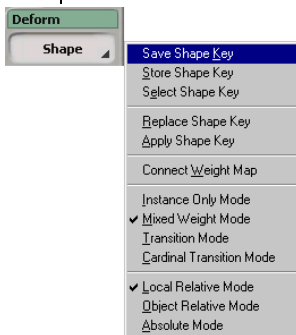 Deform
Shape
Save Shape Key
Store Shape Key
Select Shape Key
Replace Shape Key
Apply Shape Key
Connect Weight Map
Instance Only Mode
Mixed Weight Mode
Transition Mode
Cardinal Transition Mode
Local Relative Mode
Object Relative Mode
Absolute Mode